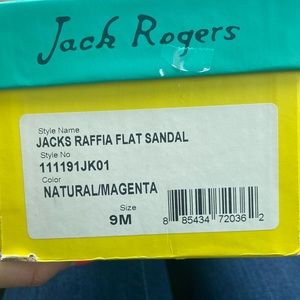 Jack Rogers
Style Name
JACKS RAFFIA FLAT SANDAL
Style No
111191JK01
Color
NATURAL/MAGENTA
Size
9M
8 85434 72036 2